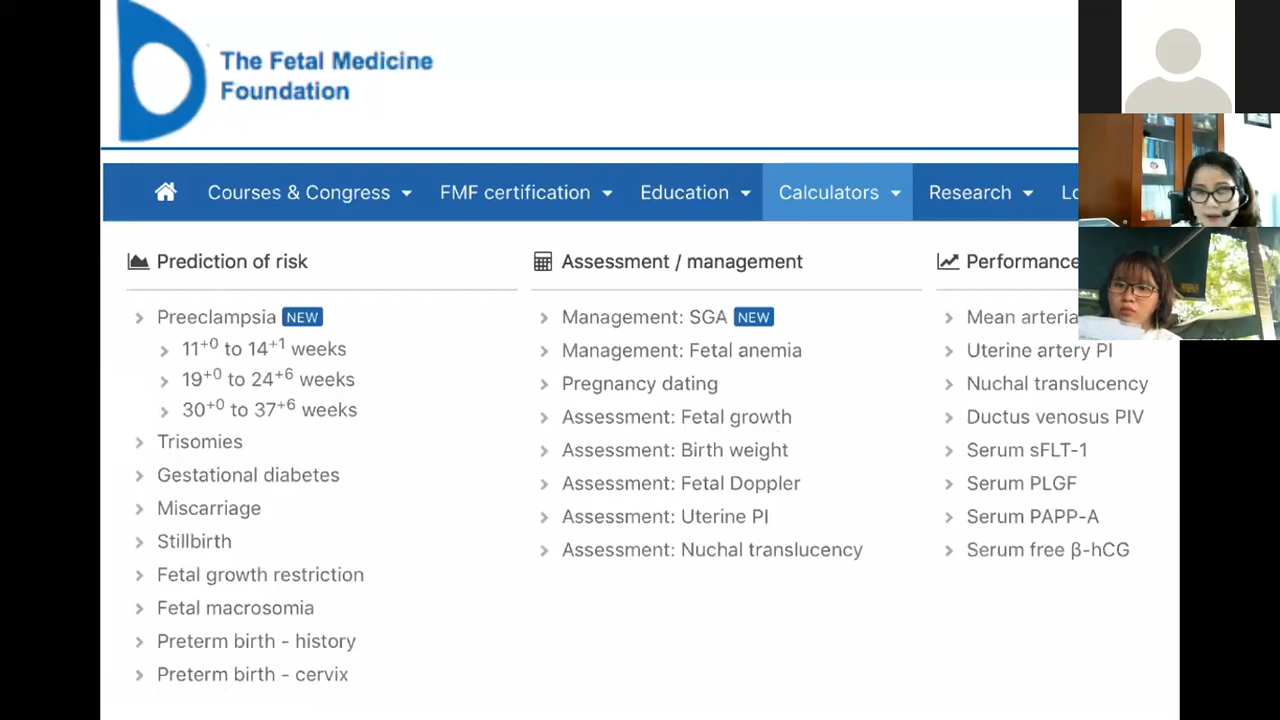 The Fetal Medicine
Foundation
Courses & Congress
FMF certification
Education
Calculators
Research
Prediction of risk
Preeclampsia NEW
11+0 to 14+1 weeks
19+0 to 24+6 weeks
30+0 to 37+6 weeks
Trisomies
Gestational diabetes
Miscarriage
Stillbirth
Fetal growth restriction
Fetal macrosomia
Preterm birth - history
Preterm birth - cervix
Assessment / management
Management: SGA NEW
Management: Fetal anemia
Pregnancy dating
Assessment: Fetal growth
Assessment: Birth weight
Assessment: Fetal Doppler
Assessment: Uterine PI
Assessment: Nuchal translucency
Performance
Mean arteria
Uterine artery PI
Nuchal translucency
Ductus venosus PIV
Serum sFLT-1
Serum PLGF
Serum PAPP-A
Serum free β-hCG